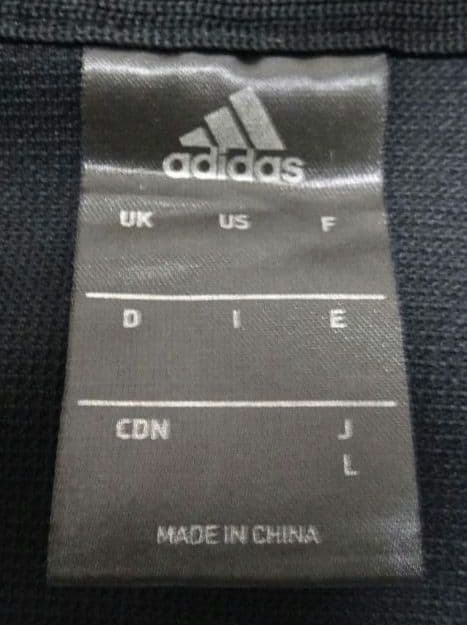 adidas
UK US F
D I E
CDN J
L
MADE IN CHINA